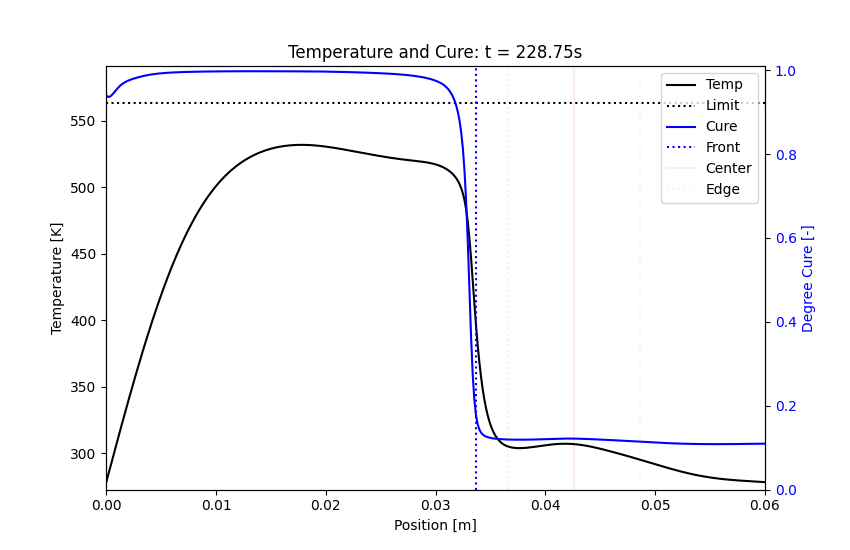 Temperature and Cure: t = 228.75s
Temp
Limit
Cure
Front
Center
Edge
Temperature [K]
550
500
450
400
350
300
Degree Cure [-]
1.0
0.8
0.6
0.4
0.2
0.0
0.00 0.01 0.02 0.03 0.04 0.05 0.06
Position [m]